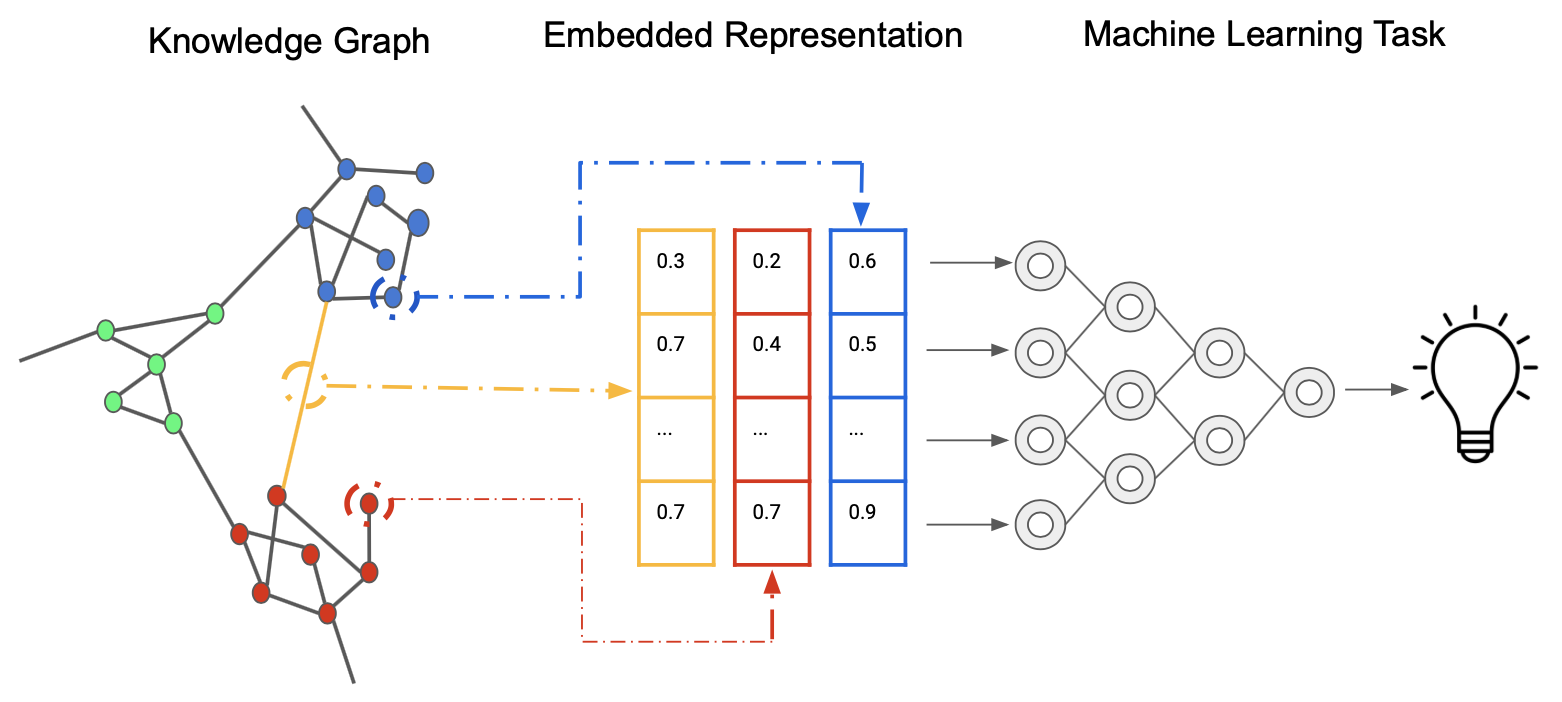 Knowledge Graph
Embedded Representation
Machine Learning Task
0.3 0.2 0.6
0.7 0.4 0.5
... ... ...
0.7 0.7 0.9